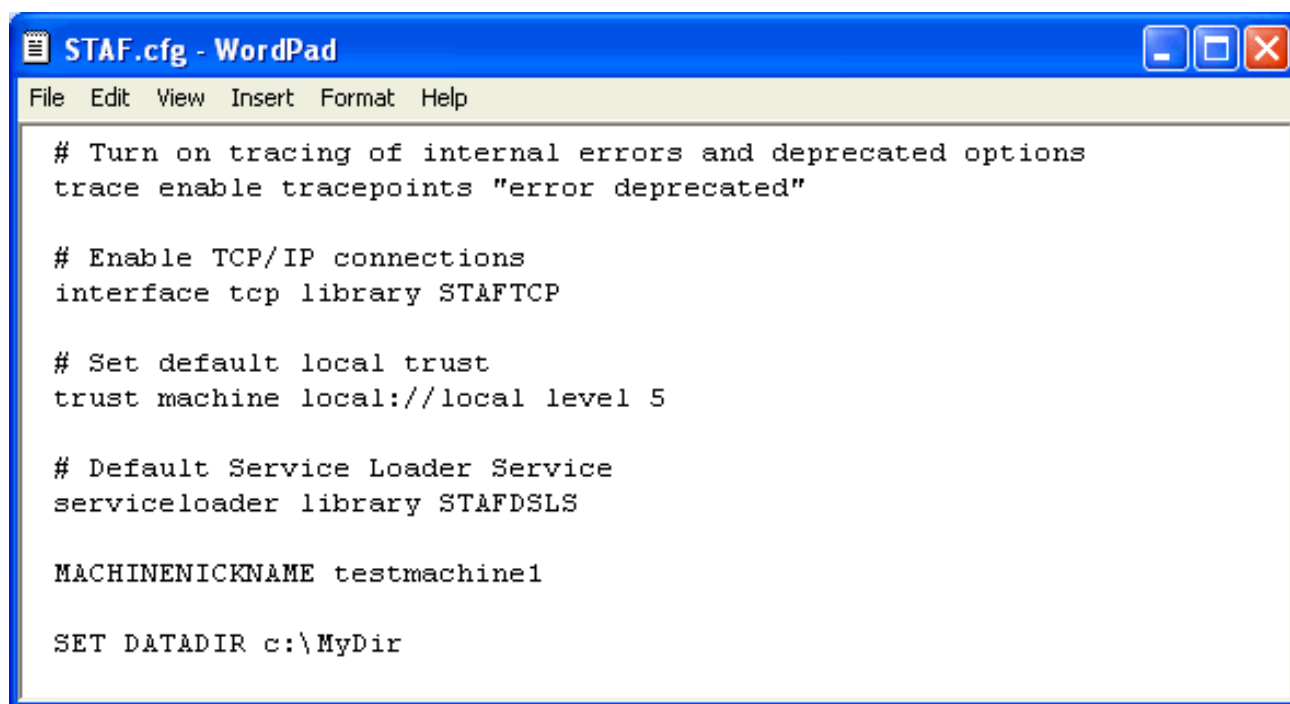 STAF.cfg - WordPad
File Edit View Insert Format Help
# Turn on tracing of internal errors and deprecated options
trace enable tracepoints "error deprecated"
# Enable TCP/IP connections
interface tcp library STAFTCP
# Set default local trust
trust machine local://local level 5
# Default Service Loader Service
serviceloader library STAFDSLS
MACHINENICKNAME testmachine1
SET DATADIR c:\MyDir